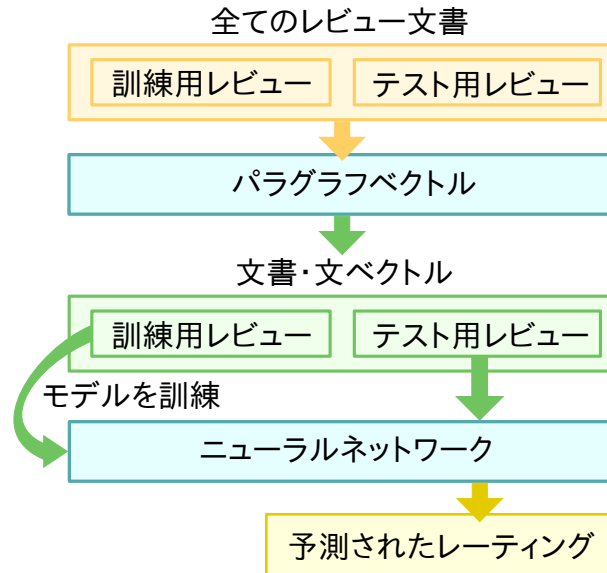 全てのレビュー文書
訓練用レビュー
テスト用レビュー
パラグラフベクトル
文書・文ベクトル
訓練用レビュー
テスト用レビュー
モデルを訓練
ニューラルネットワーク
予測されたレーティング